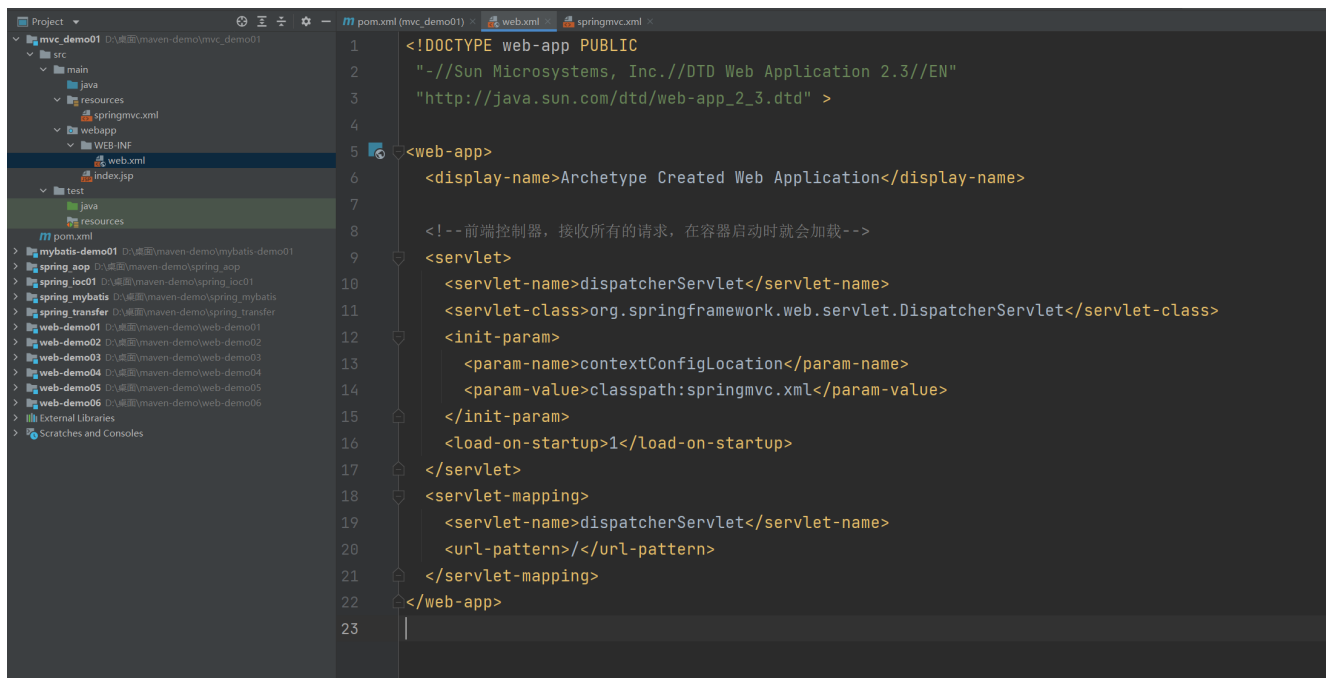 Project
pom.xml (mvc_demo01)
web.xml
springmvc.xml
mvc_demo01 D:\桌面\maven-demo\mvc_demo01
src
main
java
resources
springmvc.xml
webapp
WEB-INF
web.xml
index.jsp
test
java
resources
pom.xml
mybatis-demo01 D:\桌面\maven-demo\mybatis-demo01
spring_aop D:\桌面\maven-demo\spring_aop
spring_ioc01 D:\桌面\maven-demo\spring_ioc01
spring_mybatis D:\桌面\maven-demo\spring_mybatis
spring_transfer D:\桌面\maven-demo\spring_transfer
web-demo01 D:\桌面\maven-demo\web-demo01
web-demo02 D:\桌面\maven-demo\web-demo02
web-demo03 D:\桌面\maven-demo\web-demo03
web-demo04 D:\桌面\maven-demo\web-demo04
web-demo05 D:\桌面\maven-demo\web-demo05
web-demo06 D:\桌面\maven-demo\web-demo06
External Libraries
Scratches and Consoles
1 <!DOCTYPE web-app PUBLIC
2 "-//Sun Microsystems, Inc.//DTD Web Application 2.3//EN"
3 "http://java.sun.com/dtd/web-app_2_3.dtd" >
4
5 <web-app>
6 <display-name>Archetype Created Web Application</display-name>
7
8 <!--前端控制器，接收所有的请求，在容器启动时就会加载-->
9 <servlet>
10 <servlet-name>dispatcherServlet</servlet-name>
11 <servlet-class>org.springframework.web.servlet.DispatcherServlet</servlet-class>
12 <init-param>
13 <param-name>contextConfigLocation</param-name>
14 <param-value>classpath:springmvc.xml</param-value>
15 </init-param>
16 <load-on-startup>1</load-on-startup>
17 </servlet>
18 <servlet-mapping>
19 <servlet-name>dispatcherServlet</servlet-name>
20 <url-pattern>/</url-pattern>
21 </servlet-mapping>
22 </web-app>
23